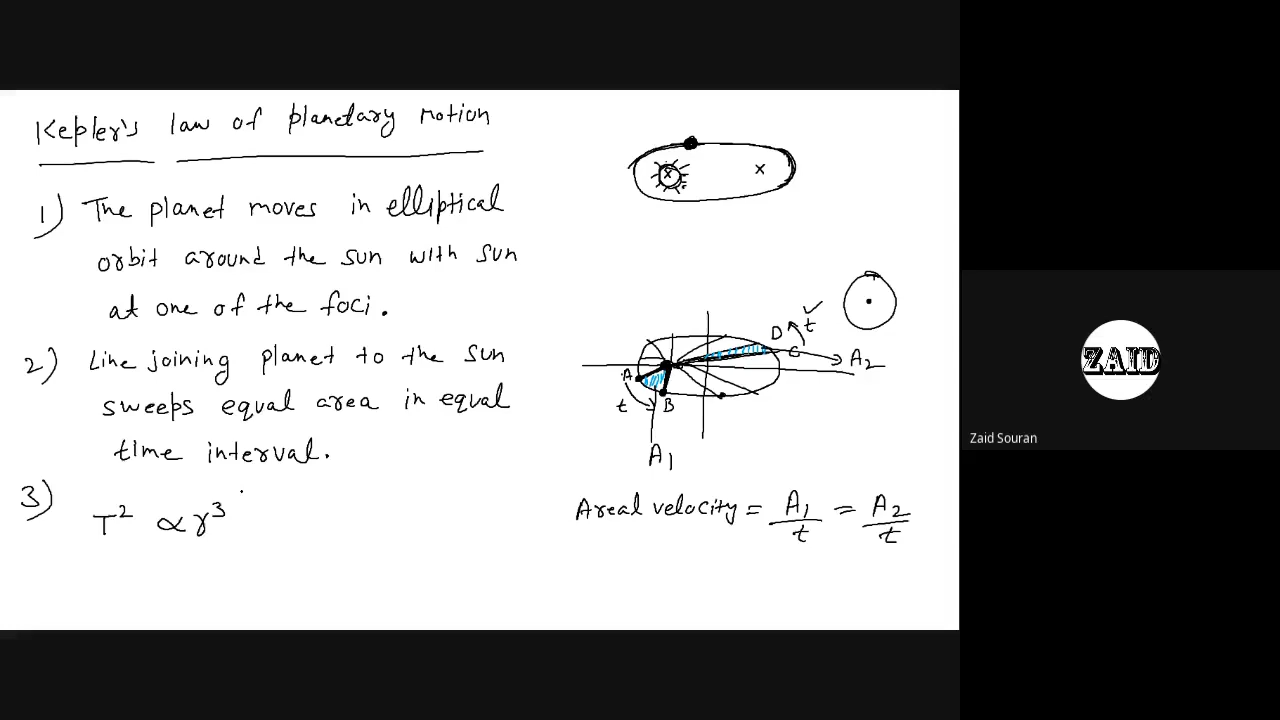 Kepler's law of planetary motion
1) The planet moves in elliptical
orbit around the sun with sun
at one of the foci.
2) Line joining planet to the sun
sweeps equal area in equal
time interval.
3) T² ∝ r³
x x
D t
C
A₂
A
t B
A₁
Areal velocity = A₁/t = A₂/t
ZAID
Zaid Souran